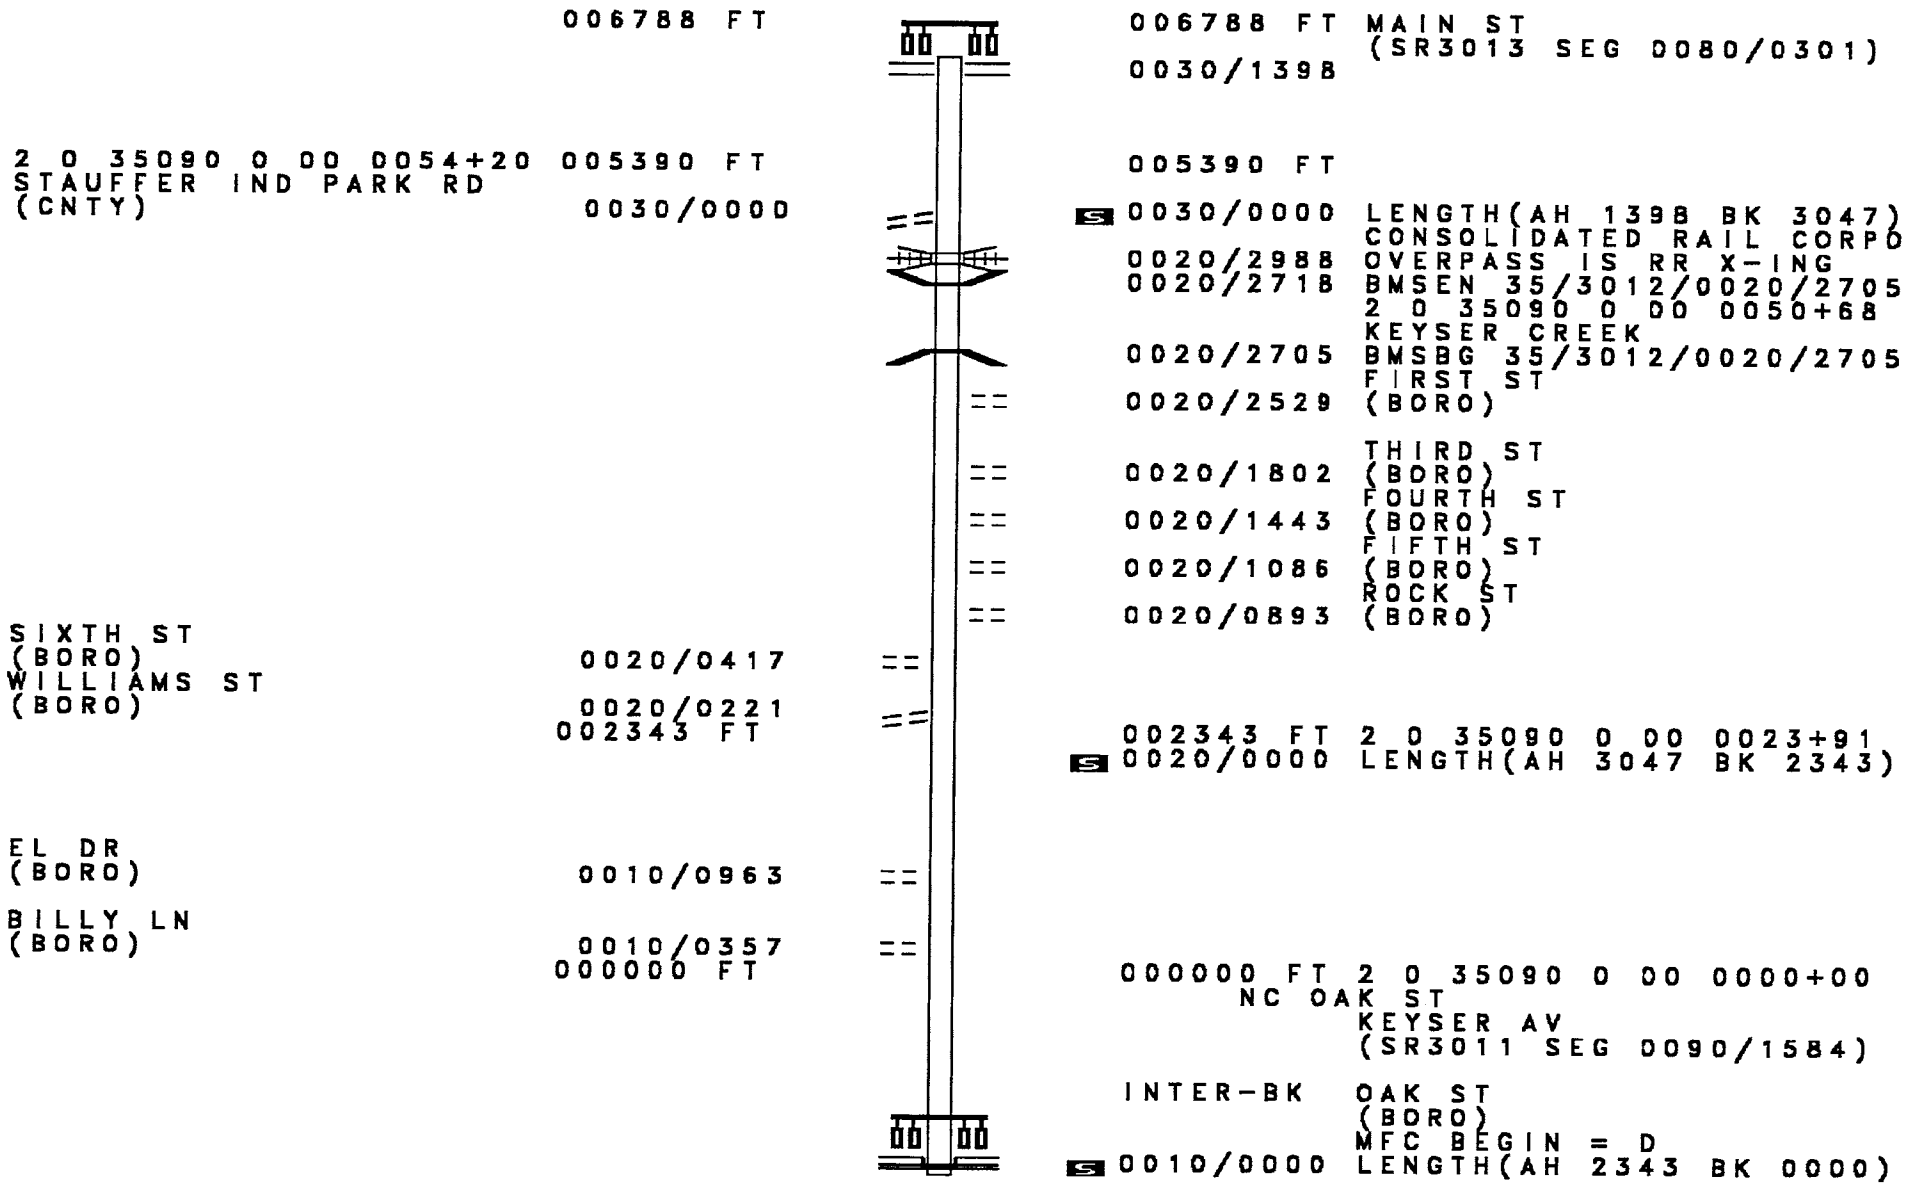 006788 FT
006788 FT MAIN ST
(SR3013 SEG 0080/0301)
0030/1398
2 0 35090 0 00 0054+20 005390 FT
STAUFFER IND PARK RD
(CNTY) 0030/0000
005390 FT
S 0030/0000 LENGTH(AH 1398 BK 3047)
CONSOLIDATED RAIL CORPO
0020/2988 OVERPASS IS RR X-ING
0020/2718 BMSEN 35/3012/0020/2705
2 0 35090 0 00 0050+68
KEYSER CREEK
0020/2705 BMSBG 35/3012/0020/2705
FIRST ST
0020/2529 (BORO)
THIRD ST
0020/1802 (BORO)
FOURTH ST
0020/1443 (BORO)
FIFTH ST
0020/1086 (BORO)
ROCK ST
0020/0893 (BORO)
SIXTH ST
(BORO) 0020/0417
WILLIAMS ST
(BORO) 0020/0221
002343 FT
002343 FT 2 0 35090 0 00 0023+91
S 0020/0000 LENGTH(AH 3047 BK 2343)
EL DR
(BORO) 0010/0963
BILLY LN
(BORO) 0010/0357
000000 FT
000000 FT 2 0 35090 0 00 0000+00
NC OAK ST
KEYSER AV
(SR3011 SEG 0090/1584)
INTER-BK OAK ST
(BORO)
MFC BEGIN = D
S 0010/0000 LENGTH(AH 2343 BK 0000)